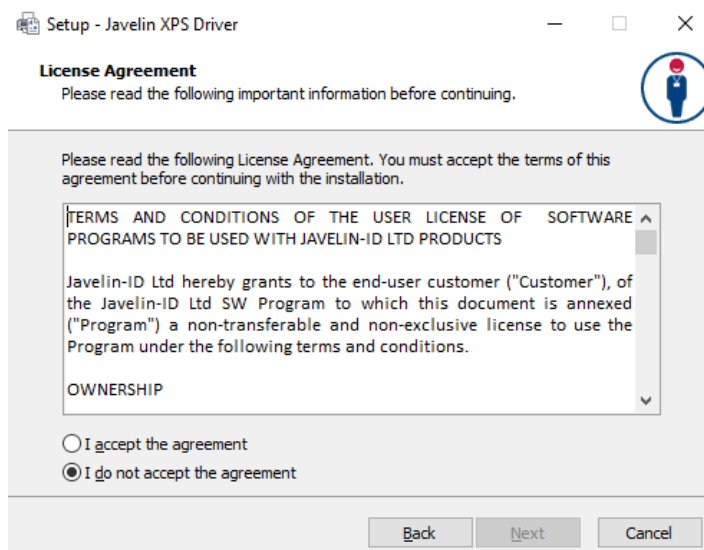 Setup - Javelin XPS Driver
License Agreement
Please read the following important information before continuing.
Please read the following License Agreement. You must accept the terms of this
agreement before continuing with the installation.
TERMS AND CONDITIONS OF THE USER LICENSE OF SOFTWARE
PROGRAMS TO BE USED WITH JAVELIN-ID LTD PRODUCTS
Javelin-ID Ltd hereby grants to the end-user customer ("Customer"), of
the Javelin-ID Ltd SW Program to which this document is annexed
("Program") a non-transferable and non-exclusive license to use the
Program under the following terms and conditions.
OWNERSHIP
I accept the agreement
I do not accept the agreement
Back Next Cancel